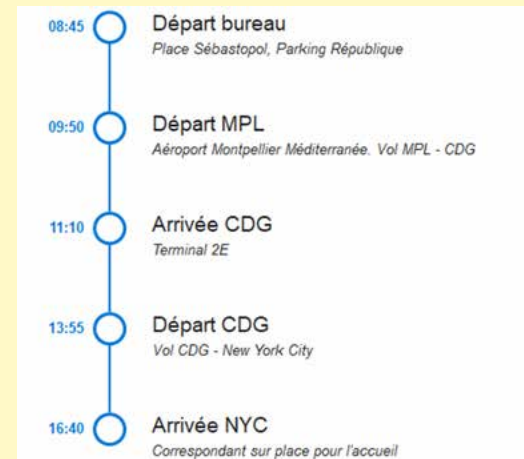 08:45 Départ bureau
Place Sébastopol, Parking République
09:50 Départ MPL
Aéroport Montpellier Méditerranée. Vol MPL - CDG
11:10 Arrivée CDG
Terminal 2E
13:55 Départ CDG
Vol CDG - New York City
16:40 Arrivée NYC
Correspondant sur place pour l'accueil